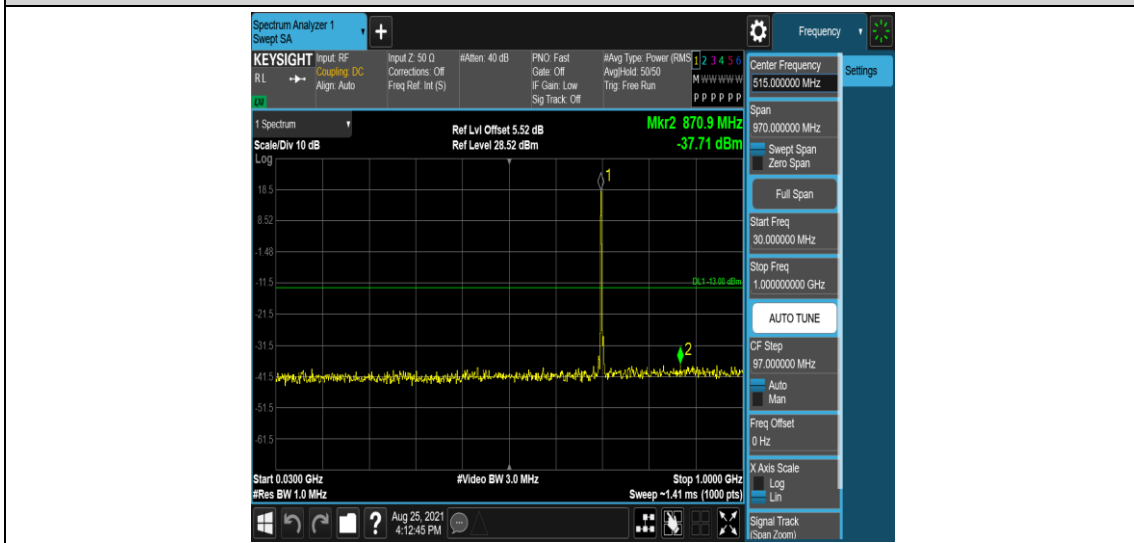 Spectrum Analyzer 1
Swept SA
+
Frequency
KEYSIGHT
RL
Input: RF
Coupling: DC
Align: Auto
Input Z: 50 Ω
Corrections: Off
Freq Ref: Int (S)
#Atten: 40 dB
PNO: Fast
Gate: Off
IF Gain: Low
Sig Track: Off
#Avg Type: Power (RMS
Avg|Hold: 50/50
Trig: Free Run
1 2 3 4 5 6
M W W W W W
P P P P P P
LXI
1 Spectrum
Scale/Div 10 dB
Log
Ref Lvl Offset 5.52 dB
Ref Level 28.52 dBm
Mkr2 870.9 MHz
-37.71 dBm
1
18.5
8.52
-1.48
-11.5
DL1 -13.00 dBm
-21.5
-31.5
2
-41.5
-51.5
-61.5
Start 0.0300 GHz
#Res BW 1.0 MHz
#Video BW 3.0 MHz
Stop 1.0000 GHz
Sweep ~1.41 ms (1000 pts)
?
Aug 25, 2021
4:12:45 PM
Center Frequency
515.000000 MHz
Settings
Span
970.000000 MHz
Swept Span
Zero Span
Full Span
Start Freq
30.000000 MHz
Stop Freq
1.000000000 GHz
AUTO TUNE
CF Step
97.000000 MHz
Auto
Man
Freq Offset
0 Hz
X Axis Scale
Log
Lin
Signal Track
(Span Zoom)